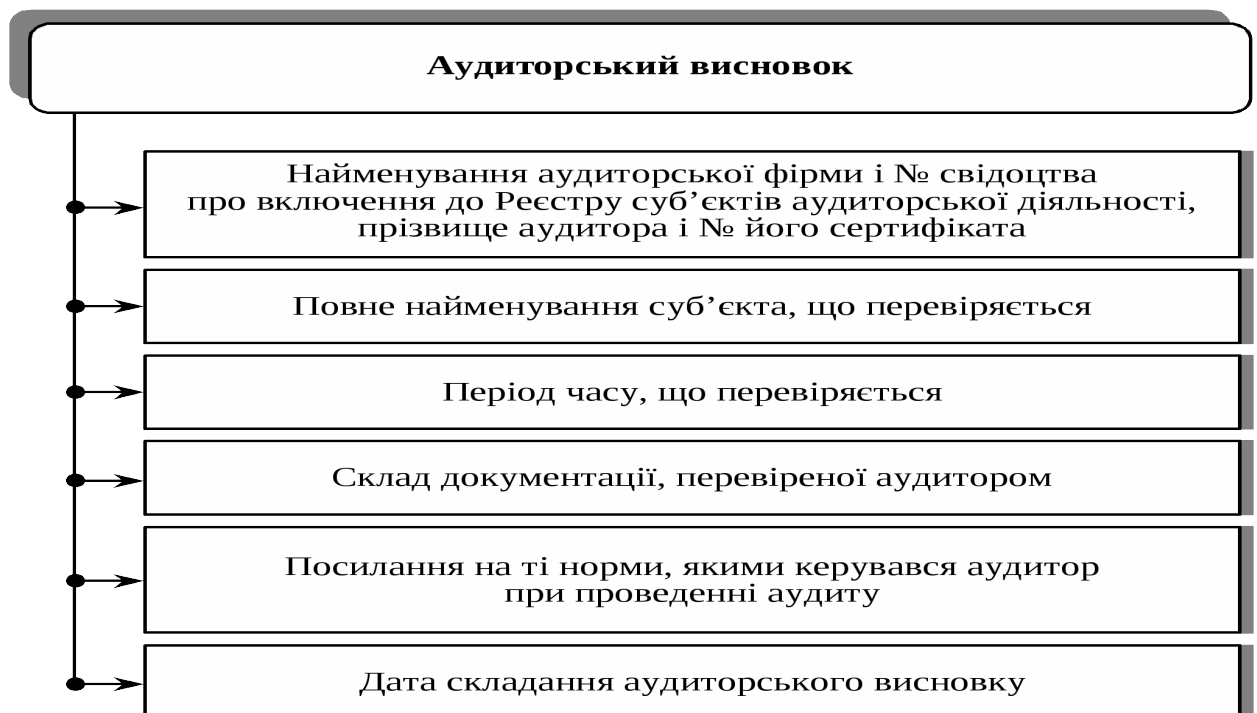 Аудиторський висновок
Найменування аудиторської фірми і № свідоцтва
про включення до Реєстру суб’єктів аудиторської діяльності,
прізвище аудитора і № його сертифіката
Повне найменування суб’єкта, що перевіряється
Період часу, що перевіряється
Склад документації, перевіреної аудитором
Посилання на ті норми, якими керувався аудитор
при проведенні аудиту
Дата складання аудиторського висновку